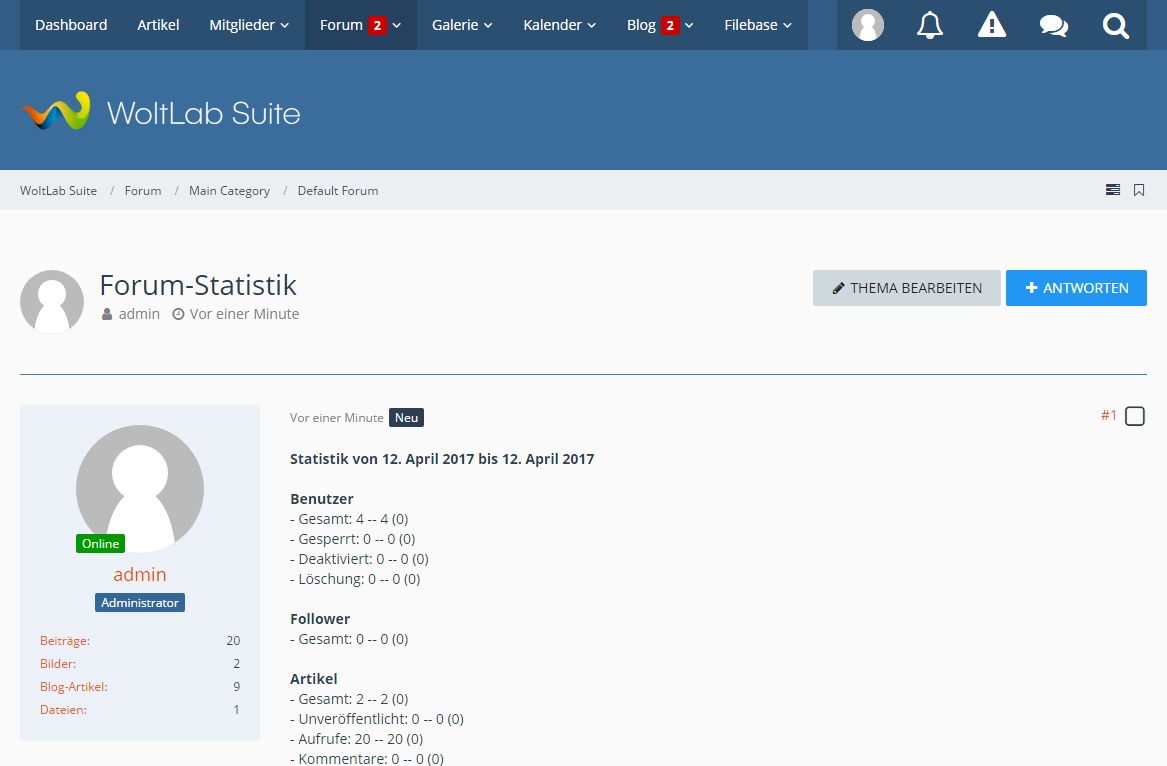 Dashboard Artikel Mitglieder Forum 2 Galerie Kalender Blog 2 Filebase
WoltLab Suite
WoltLab Suite / Forum / Main Category / Default Forum
Forum-Statistik
admin Vor einer Minute
THEMA BEARBEITEN
ANTWORTEN
Online
admin
Administrator
Beiträge: 20
Bilder: 2
Blog-Artikel: 9
Dateien: 1
Vor einer Minute Neu
#1
Statistik von 12. April 2017 bis 12. April 2017
Benutzer
- Gesamt: 4 -- 4 (0)
- Gesperrt: 0 -- 0 (0)
- Deaktiviert: 0 -- 0 (0)
- Löschung: 0 -- 0 (0)
Follower
- Gesamt: 0 -- 0 (0)
Artikel
- Gesamt: 2 -- 2 (0)
- Unveröffentlicht: 0 -- 0 (0)
- Aufrufe: 20 -- 20 (0)
- Kommentare: 0 -- 0 (0)